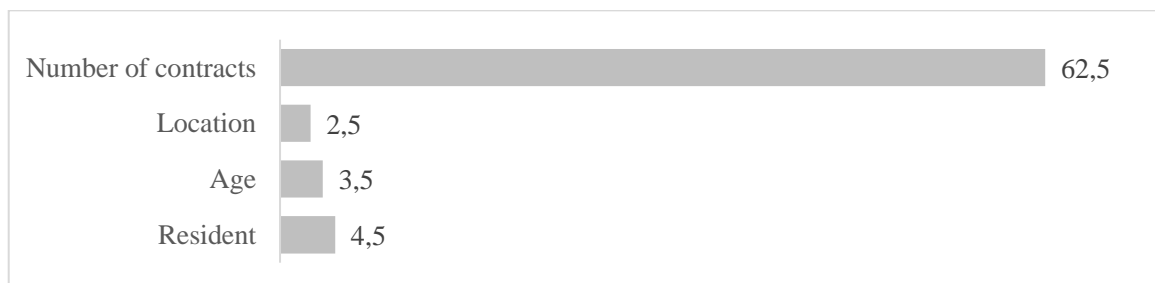 Number of contracts 62,5
Location 2,5
Age 3,5
Resident 4,5